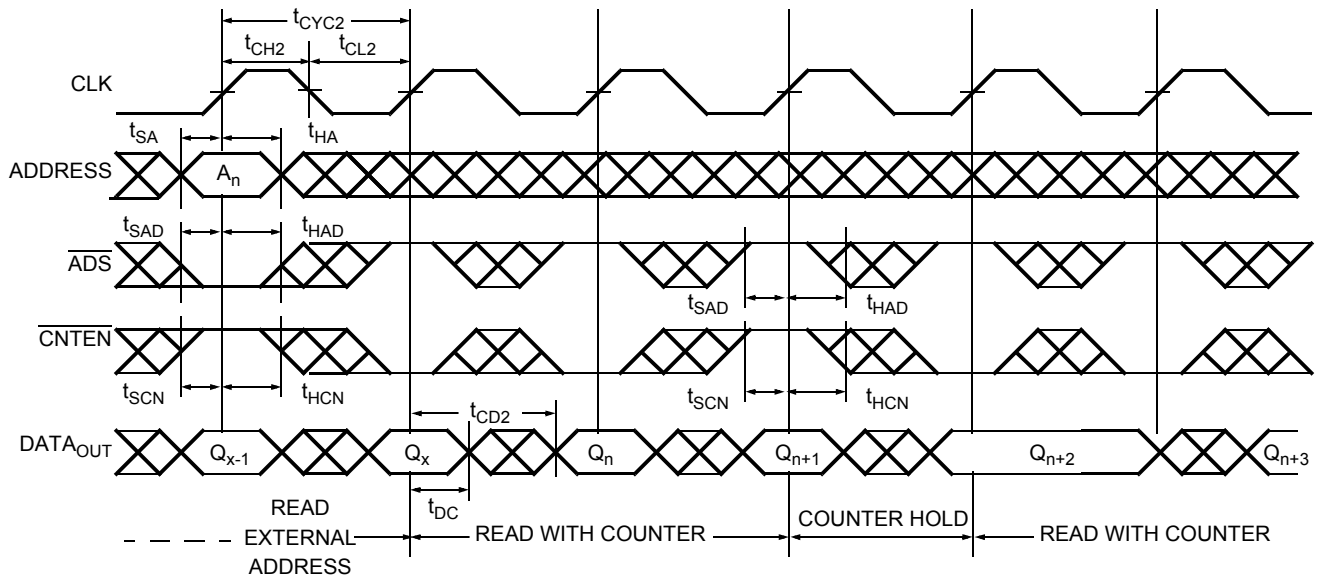 tCYC2
tCH2 tCL2
CLK
tSA tHA
ADDRESS An
tSAD tHAD
ADS
tSAD tHAD
CNTEN
tSCN tHCN tSCN tHCN
tCD2
DATAOUT Qx-1 Qx Qn Qn+1 Qn+2 Qn+3
tDC
READ
EXTERNAL
ADDRESS
READ WITH COUNTER
COUNTER HOLD
READ WITH COUNTER